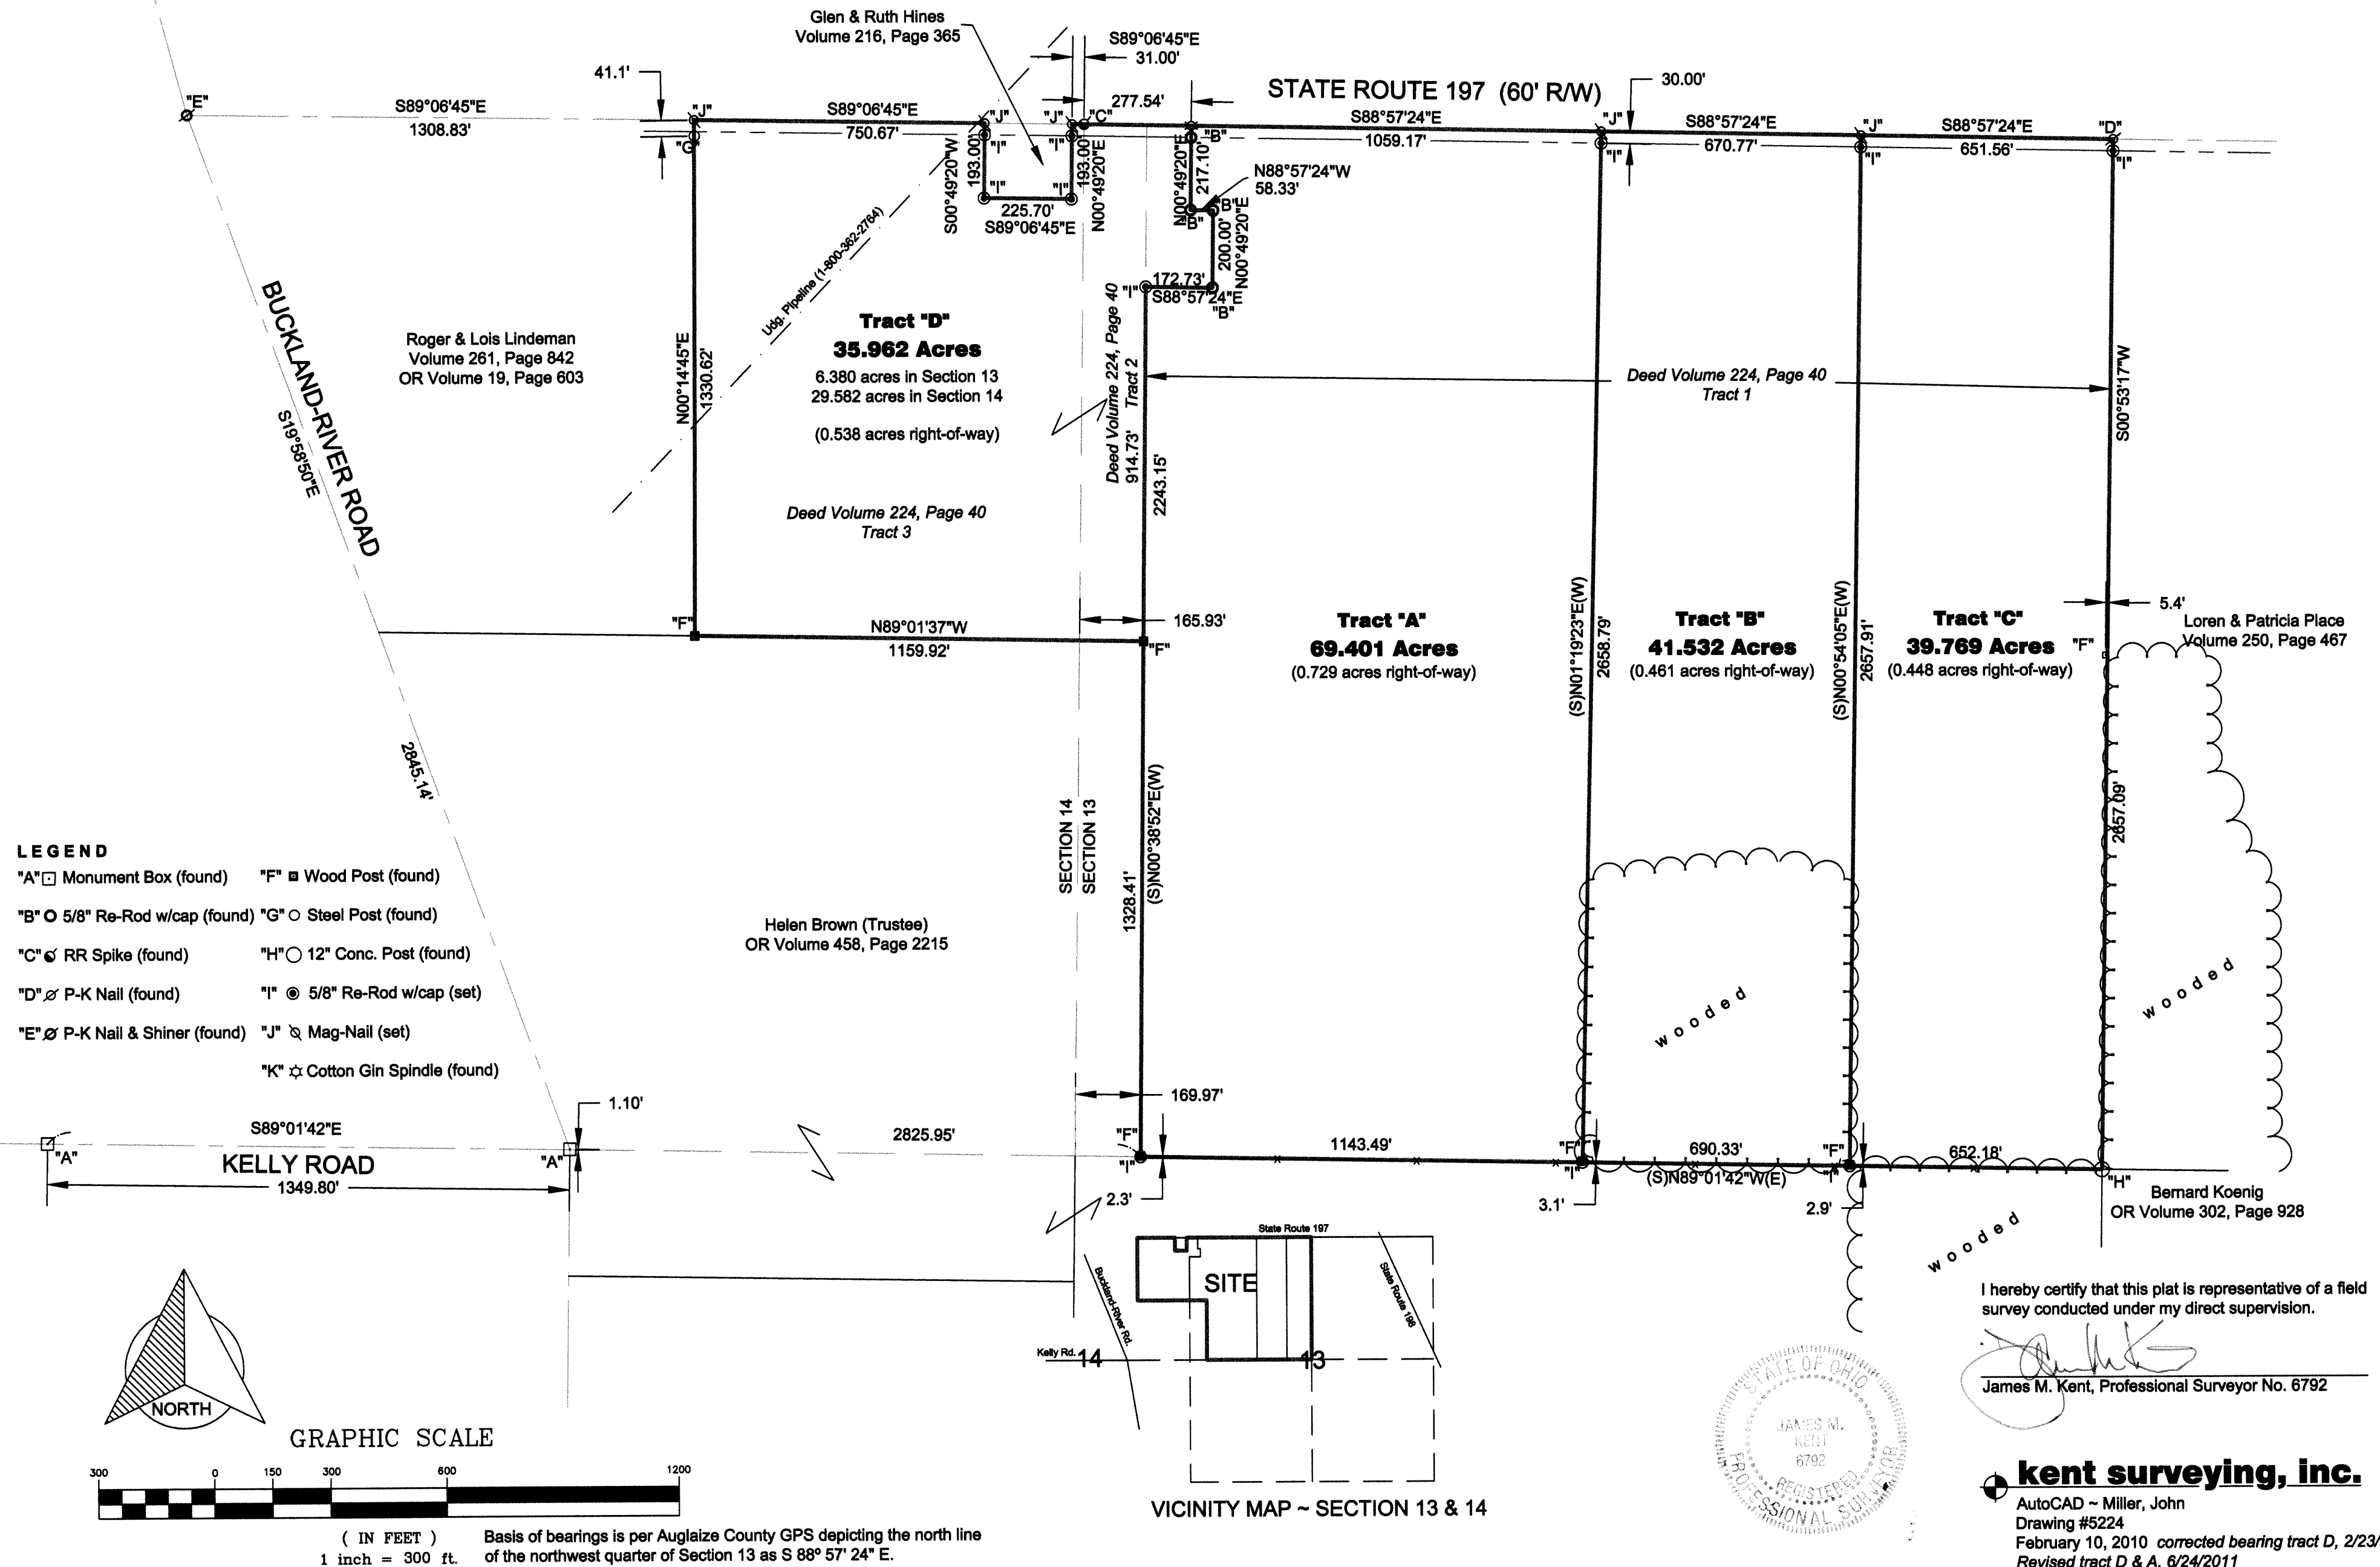 Glen & Ruth Hines
Volume 216, Page 365
S89°06'45"E
31.00'
41.1'
277.54'
STATE ROUTE 197 (60' R/W)
30.00'
"E"
S89°06'45"E
1308.83'
"J"
"G"
S89°06'45"E
750.67'
"J"
"J"
"C"
"I"
"I"
"B"
S88°57'24"E
1059.17'
"J"
"I"
S88°57'24"E
670.77'
"J"
"I"
S88°57'24"E
651.56'
"D"
"I"
S00°49'20"W
193.00'
"I"
"I"
193.00'
N00°49'20"E
225.70'
S89°06'45"E
N00°49'20"E
217.10'
N88°57'24"W
58.33'
"B"
"B"
200.00'
N00°49'20"E
172.73'
"I"
S88°57'24"E
"B"
BUCKLAND-RIVER ROAD
S19°58'50"E
2845.14'
Roger & Lois Lindeman
Volume 261, Page 842
OR Volume 19, Page 603
N00°14'45"E
1330.62'
Udg. Pipeline (1-800-362-2764)
Tract "D"
35.962 Acres
6.380 acres in Section 13
29.582 acres in Section 14
(0.538 acres right-of-way)
Deed Volume 224, Page 40
Tract 3
Deed Volume 224, Page 40
Tract 2
914.73'
2243.15'
Deed Volume 224, Page 40
Tract 1
S00°53'17"W
"F"
N89°01'37"W
1159.92'
165.93'
"F"
Tract "A"
69.401 Acres
(0.729 acres right-of-way)
(S)N01°19'23"E(W)
2658.79'
Tract "B"
41.532 Acres
(0.461 acres right-of-way)
(S)N00°54'05"E(W)
2657.91'
Tract "C"
39.769 Acres
(0.448 acres right-of-way)
5.4'
"F"
Loren & Patricia Place
Volume 250, Page 467
2657.09'
SECTION 14
SECTION 13
1328.41'
(S)N00°38'52"E(W)
Helen Brown (Trustee)
OR Volume 458, Page 2215
wooded
wooded
wooded
LEGEND
"A" Monument Box (found)
"F" Wood Post (found)
"B" 5/8" Re-Rod w/cap (found)
"G" Steel Post (found)
"C" RR Spike (found)
"H" 12" Conc. Post (found)
"D" P-K Nail (found)
"I" 5/8" Re-Rod w/cap (set)
"E" P-K Nail & Shiner (found)
"J" Mag-Nail (set)
"K" Cotton Gin Spindle (found)
169.97'
1.10'
S89°01'42"E
"A"
KELLY ROAD
1349.80'
"A"
2825.95'
"F"
"I"
2.3'
1143.49'
"F"
"I"
3.1'
690.33'
(S)N89°01'42"W(E)
"F"
"I"
2.9'
652.18'
"H"
Bernard Koenig
OR Volume 302, Page 928
State Route 197
SITE
Buckland-River Rd.
State Route 198
Kelly Rd.
14
13
VICINITY MAP ~ SECTION 13 & 14
NORTH
GRAPHIC SCALE
300 0 150 300 600 1200
( IN FEET )
1 inch = 300 ft.
Basis of bearings is per Auglaize County GPS depicting the north line
of the northwest quarter of Section 13 as S 88° 57' 24" E.
I hereby certify that this plat is representative of a field
survey conducted under my direct supervision.
James M. Kent, Professional Surveyor No. 6792
STATE OF OHIO
JAMES M.
KENT
6792
REGISTERED
PROFESSIONAL SURVEYOR
kent surveying, inc.
AutoCAD ~ Miller, John
Drawing #5224
February 10, 2010 corrected bearing tract D, 2/23/
Revised tract D & A, 6/24/2011